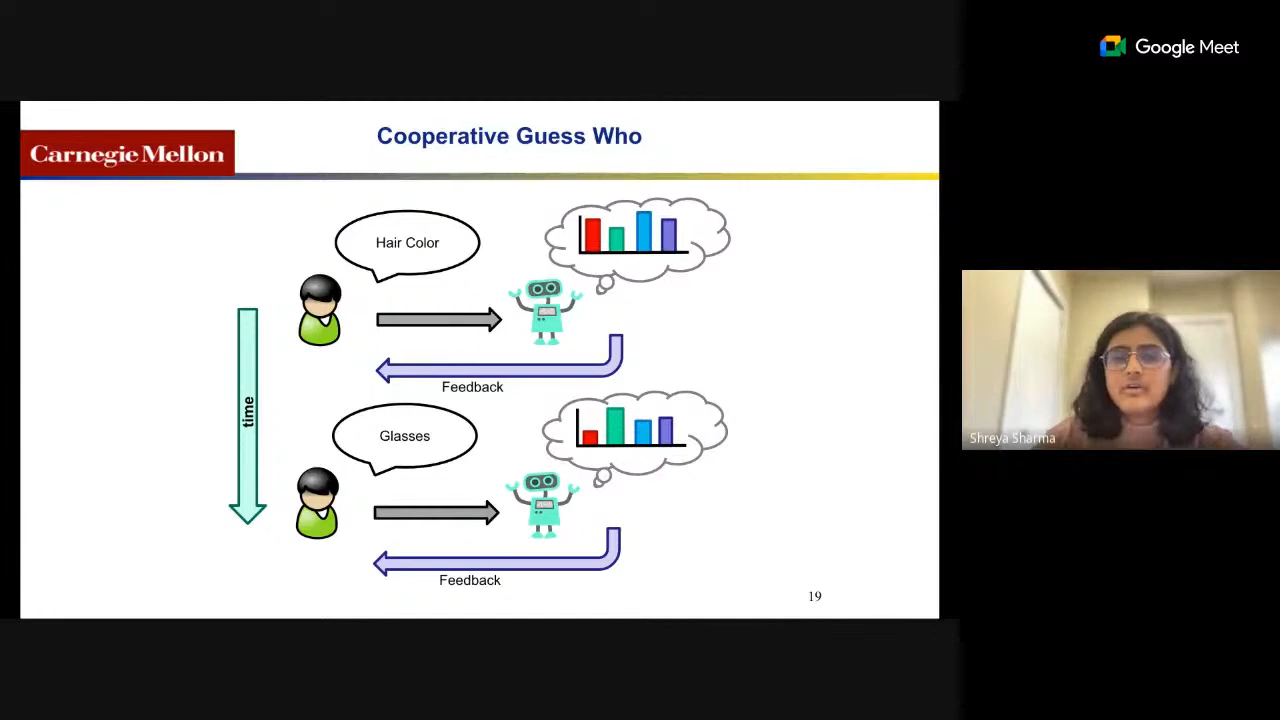 Google Meet
Cooperative Guess Who
Carnegie Mellon
Hair Color
Feedback
time
Glasses
Feedback
19
Shreya Sharma